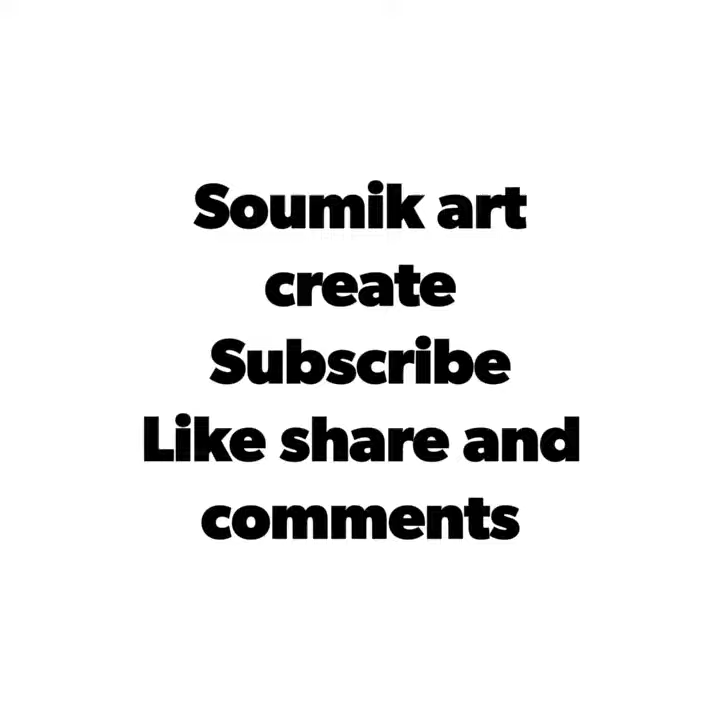 Soumik art
create
Subscribe
Like share and
comments